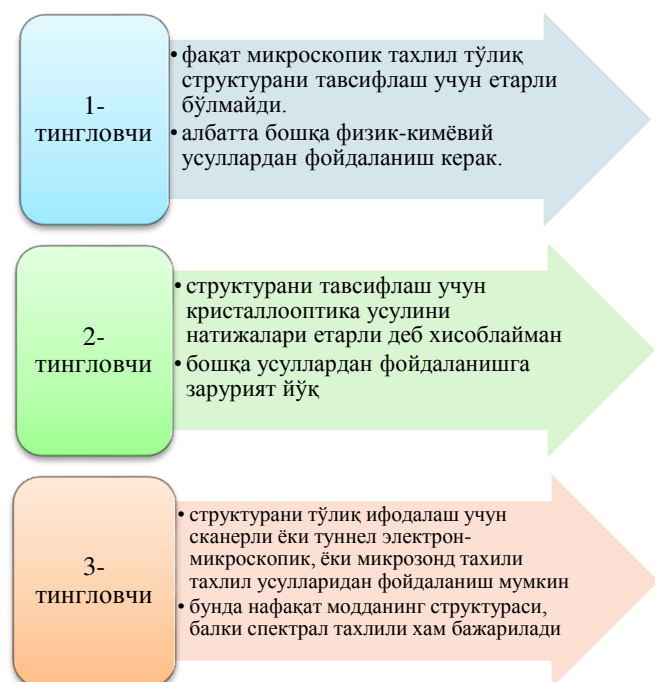 1-
тингловчи
• фақат микроскопик тахлил тўлиқ
структурани тавсифлаш учун етарли
бўлмайди.
• албатта бошқа физик-кимёвий
усуллардан фойдаланиш керак.
2-
тингловчи
• структурани тавсифлаш учун
кристаллооптика усулини
натижалари етарли деб хисоблайман
• бошқа усуллардан фойдаланишга
зарурият йўқ
3-
тингловчи
• структурани тўлиқ ифодалаш учун
сканерли ёки туннел электрон-
микроскопик, ёки микрозонд тахили
тахлил усулларидан фойдаланиш мумкин
• бунда нафақат модданинг структураси,
балки спектрал тахлили хам бажарилади